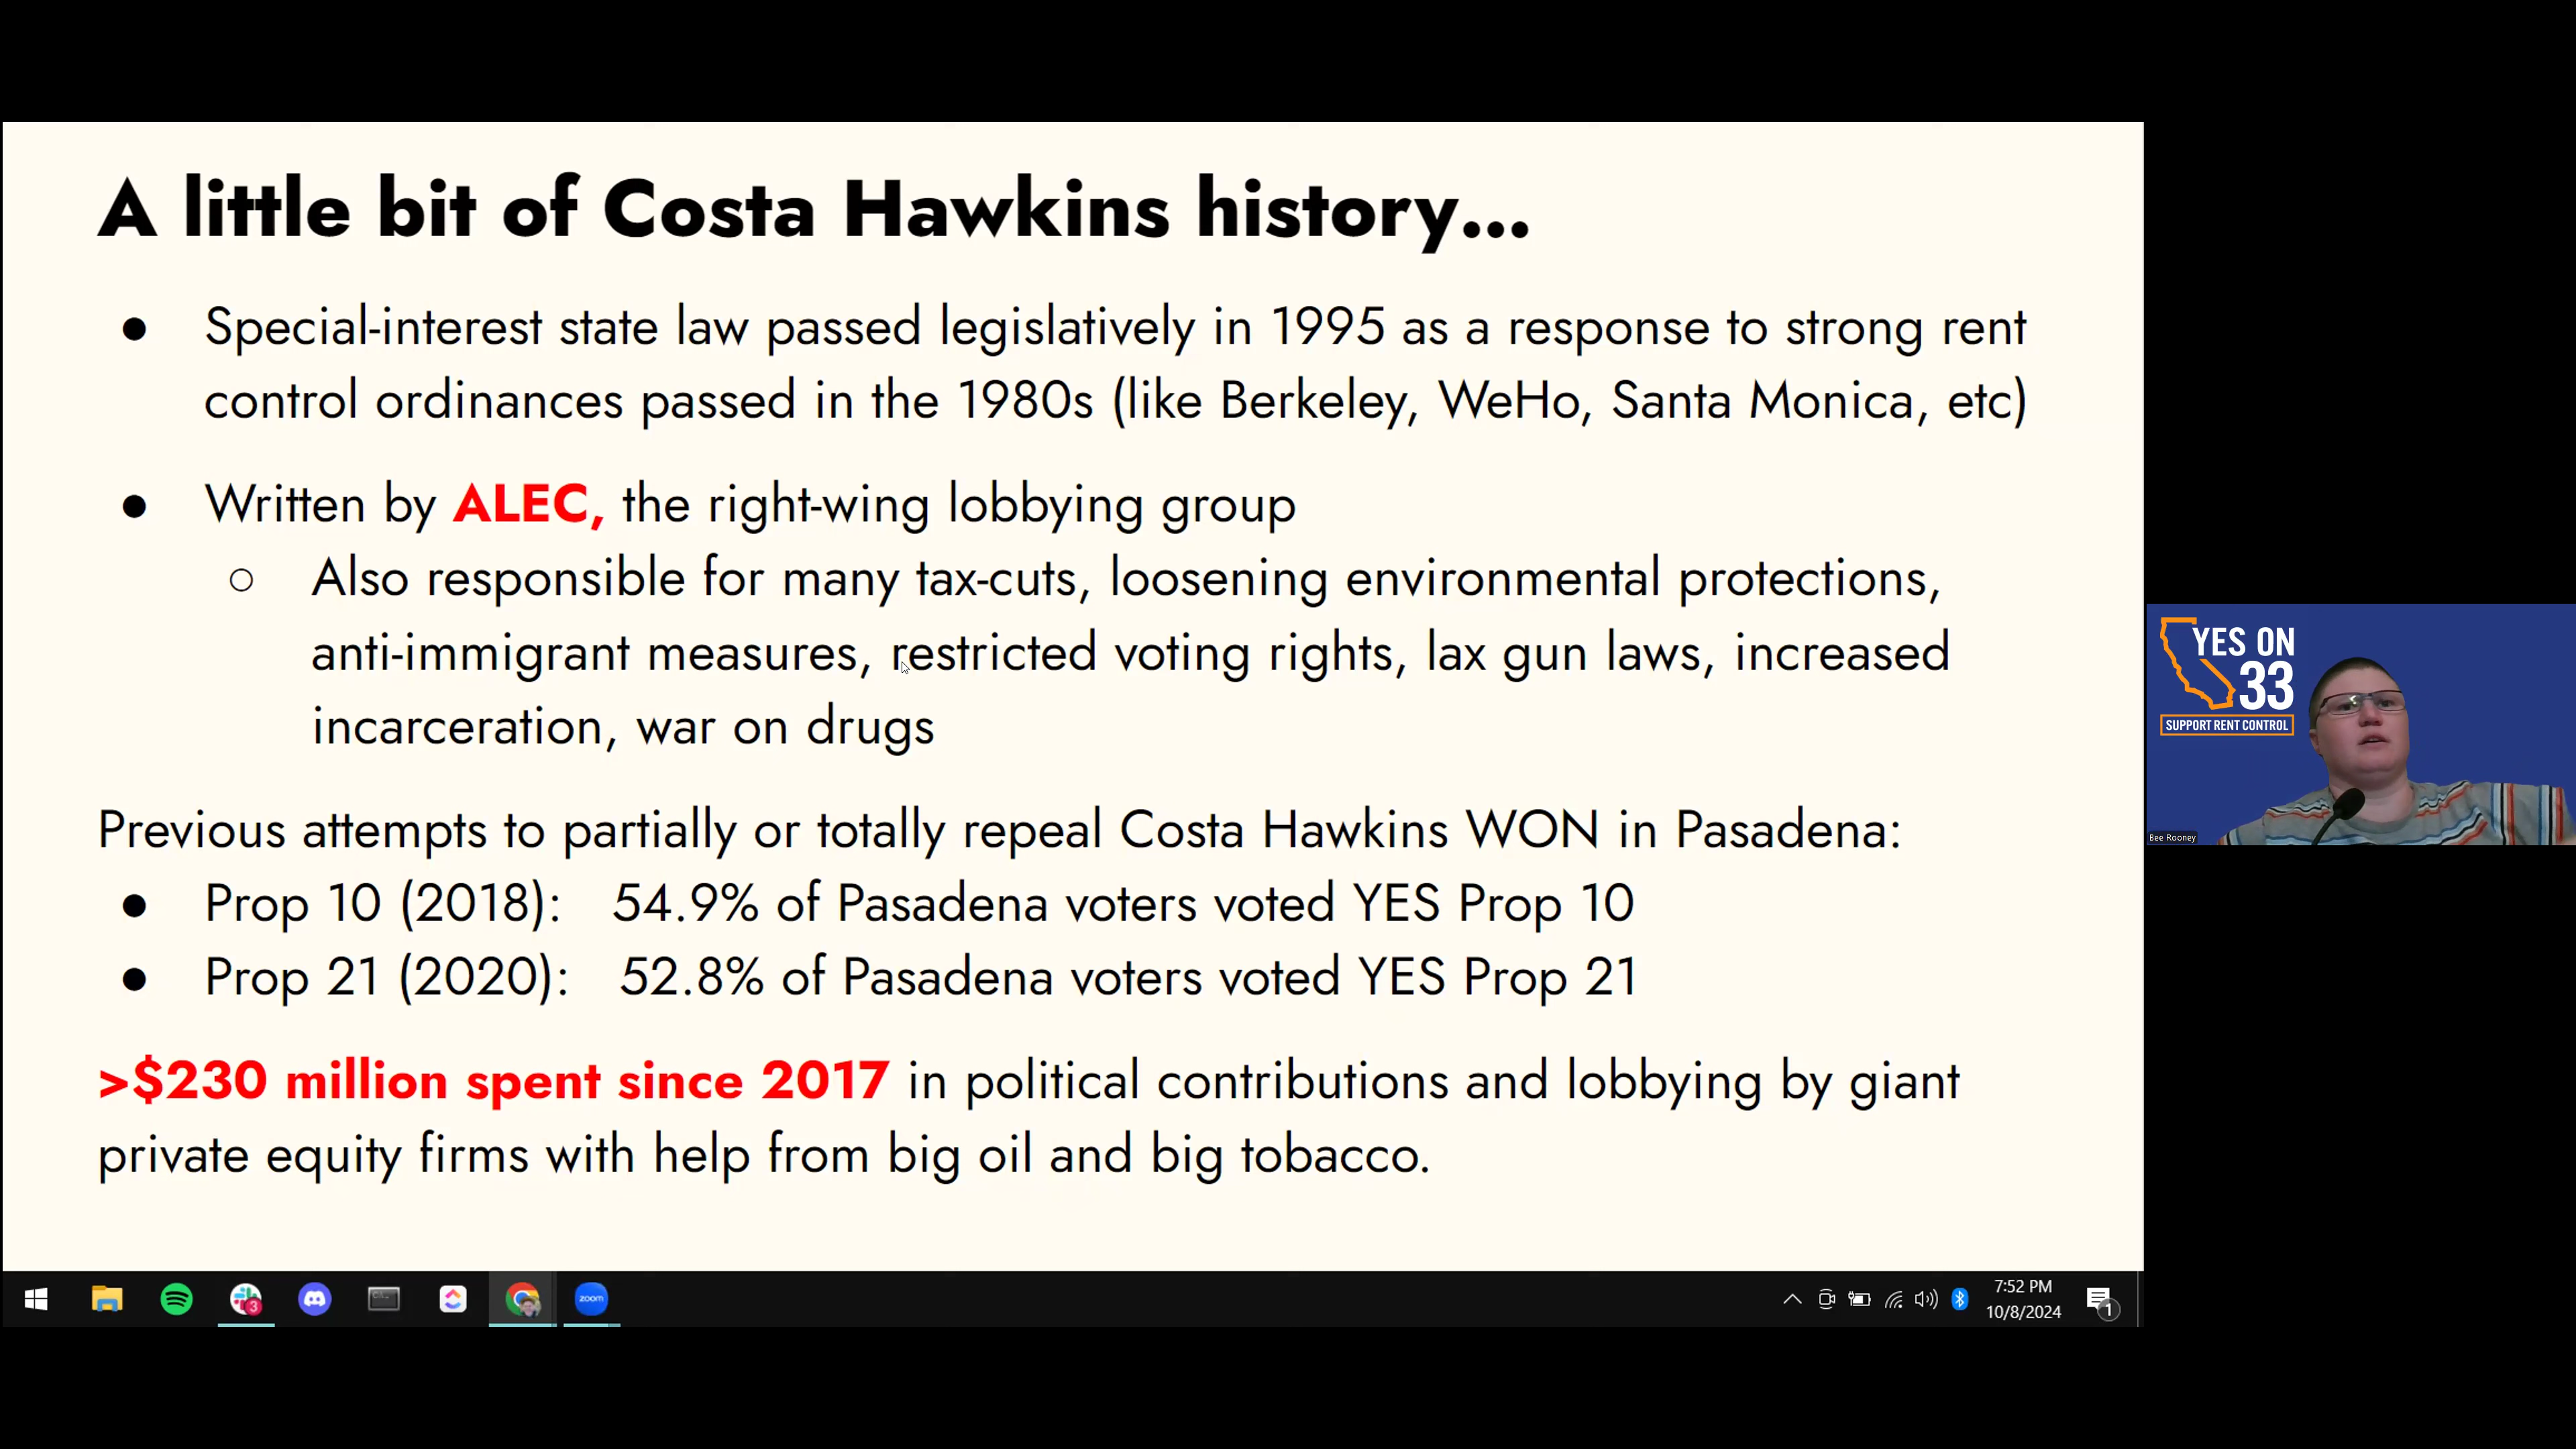 A little bit of Costa Hawkins history...
● Special-interest state law passed legislatively in 1995 as a response to strong rent
control ordinances passed in the 1980s (like Berkeley, WeHo, Santa Monica, etc)
● Written by ALEC, the right-wing lobbying group
○ Also responsible for many tax-cuts, loosening environmental protections,
anti-immigrant measures, restricted voting rights, lax gun laws, increased
incarceration, war on drugs
Previous attempts to partially or totally repeal Costa Hawkins WON in Pasadena:
● Prop 10 (2018): 54.9% of Pasadena voters voted YES Prop 10
● Prop 21 (2020): 52.8% of Pasadena voters voted YES Prop 21
>$230 million spent since 2017 in political contributions and lobbying by giant
private equity firms with help from big oil and big tobacco.
YES ON
33
SUPPORT RENT CONTROL
Bee Rooney
3
zoom
7:52 PM
10/8/2024
1